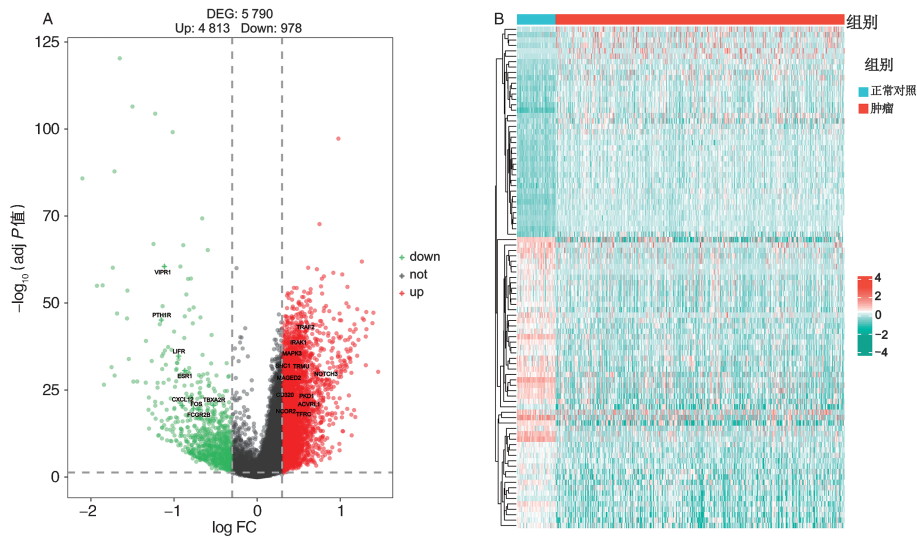 A
DEG: 5 790
Up: 4 813 Down: 978
−log10 (adj P值)
125
100
75
50
25
0
−2
−1
0
1
log FC
VIPR1
PTH1R
LIFR
ESR1
CXCL12
TBXA2R
FOS
FCGR2B
TRAF2
IRAK1
MAPK3
SHC1 TRMU
MAGED2
NOTCH3
CD320
PKD1
ACVRL1
NCOR2
TFRC
down
not
up
B
组别
组别
正常对照
肿瘤
4
2
0
−2
−4